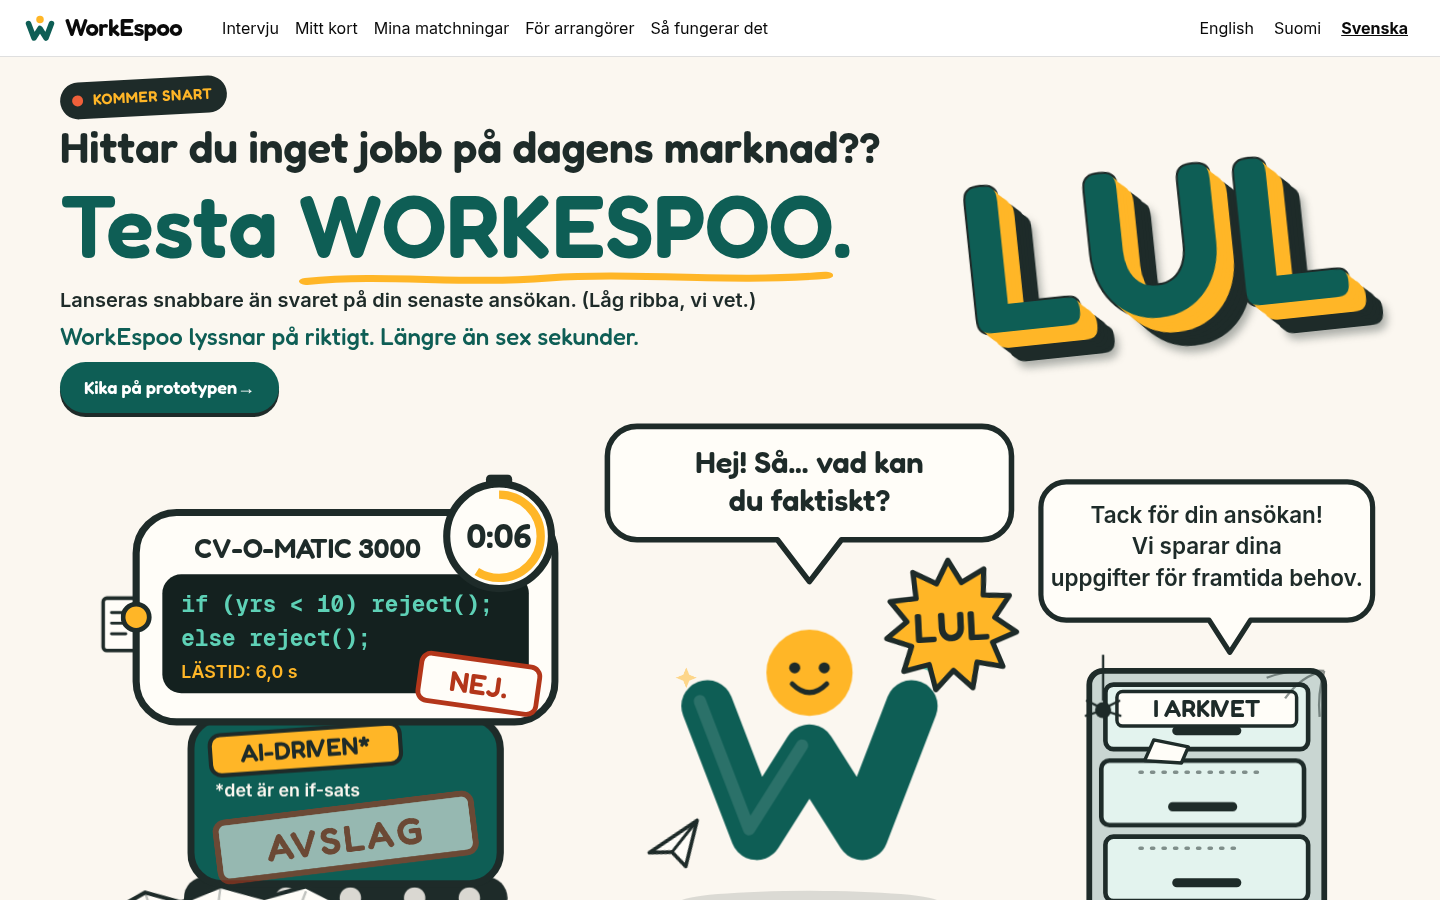 WorkEspoo
Intervju
Mitt kort
Mina matchningar
För arrangörer
Så fungerar det
English
Suomi
Svenska
KOMMER SNART
Hittar du inget jobb på dagens marknad??
Testa WORKESPOO.
Lanseras snabbare än svaret på din senaste ansökan. (Låg ribba, vi vet.)
WorkEspoo lyssnar på riktigt. Längre än sex sekunder.
Kika på prototypen→
LUL
Hej! Så... vad kan
du faktiskt?
Tack för din ansökan!
Vi sparar dina
uppgifter för framtida behov.
CV-O-MATIC 3000
0:06
if (yrs < 10) reject();
else reject();
LÄSTID: 6,0 s
NEJ.
AI-DRIVEN*
*det är en if-sats
AVSLAG
LUL
I ARKIVET